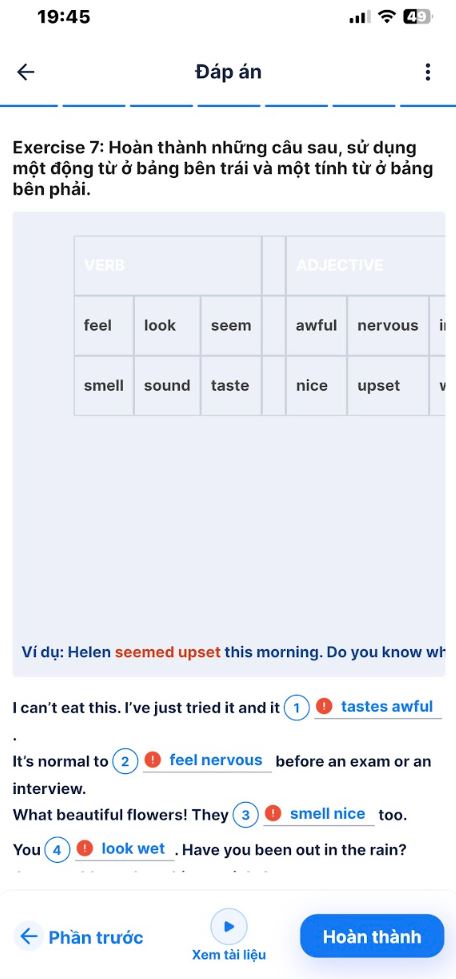 19:45
49
Đáp án
Exercise 7: Hoàn thành những câu sau, sử dụng
một động từ ở bảng bên trái và một tính từ ở bảng
bên phải.
VERB ADJECTIVE
feel look seem awful nervous
smell sound taste nice upset
Ví dụ: Helen seemed upset this morning. Do you know
I can’t eat this. I’ve just tried it and it 1 ! tastes awful
.
It’s normal to 2 ! feel nervous before an exam or an
interview.
What beautiful flowers! They 3 ! smell nice too.
You 4 ! look wet . Have you been out in the rain?
Phần trước
Xem tài liệu
Hoàn thành